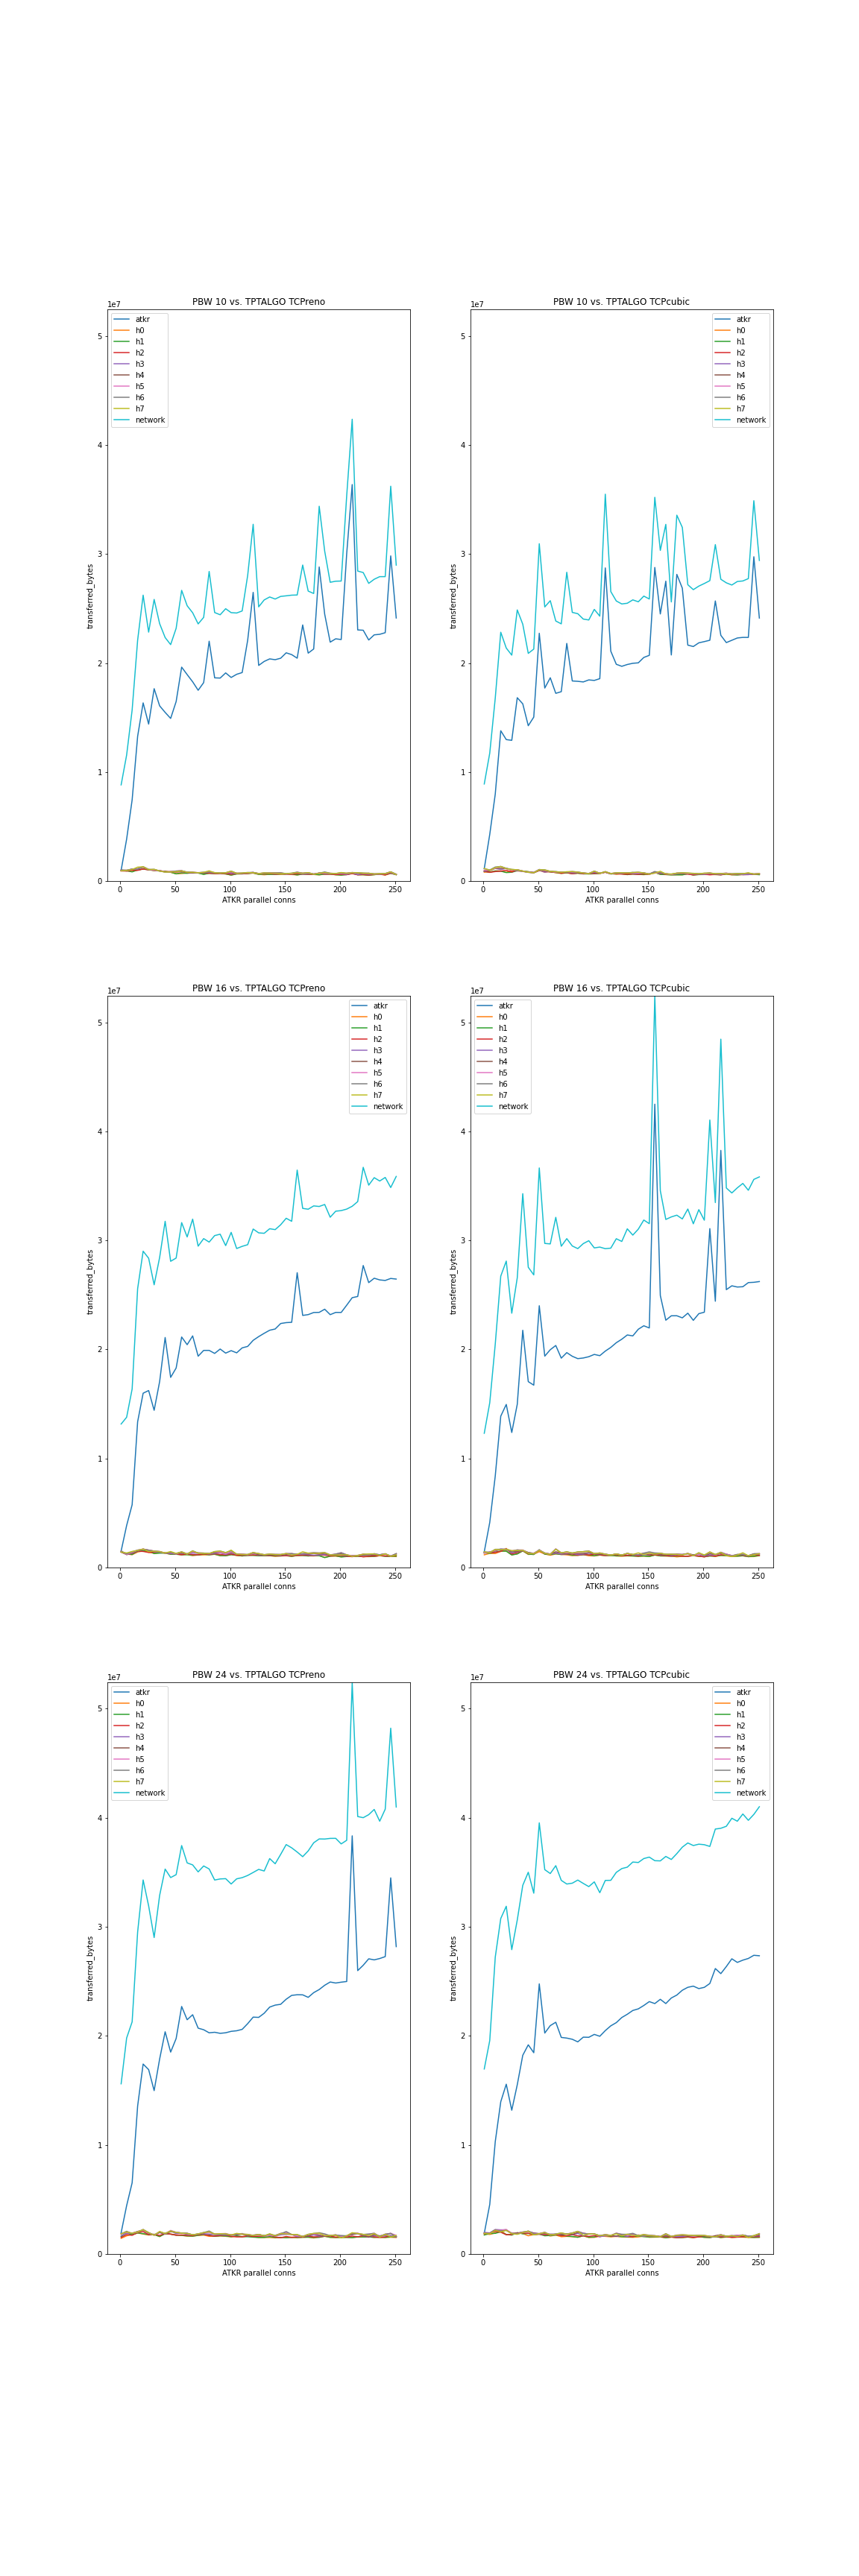 PBW 10 vs. TPTALGO TCPreno
1e7
transferred_bytes
5
4
3
2
1
0
atkr
h0
h1
h2
h3
h4
h5
h6
h7
network
0 50 100 150 200 250
ATKR parallel conns
PBW 10 vs. TPTALGO TCPcubic
1e7
transferred_bytes
5
4
3
2
1
0
atkr
h0
h1
h2
h3
h4
h5
h6
h7
network
0 50 100 150 200 250
ATKR parallel conns
PBW 16 vs. TPTALGO TCPreno
1e7
transferred_bytes
5
4
3
2
1
0
atkr
h0
h1
h2
h3
h4
h5
h6
h7
network
0 50 100 150 200 250
ATKR parallel conns
PBW 16 vs. TPTALGO TCPcubic
1e7
transferred_bytes
5
4
3
2
1
0
atkr
h0
h1
h2
h3
h4
h5
h6
h7
network
0 50 100 150 200 250
ATKR parallel conns
PBW 24 vs. TPTALGO TCPreno
1e7
transferred_bytes
5
4
3
2
1
0
atkr
h0
h1
h2
h3
h4
h5
h6
h7
network
0 50 100 150 200 250
ATKR parallel conns
PBW 24 vs. TPTALGO TCPcubic
1e7
transferred_bytes
5
4
3
2
1
0
atkr
h0
h1
h2
h3
h4
h5
h6
h7
network
0 50 100 150 200 250
ATKR parallel conns